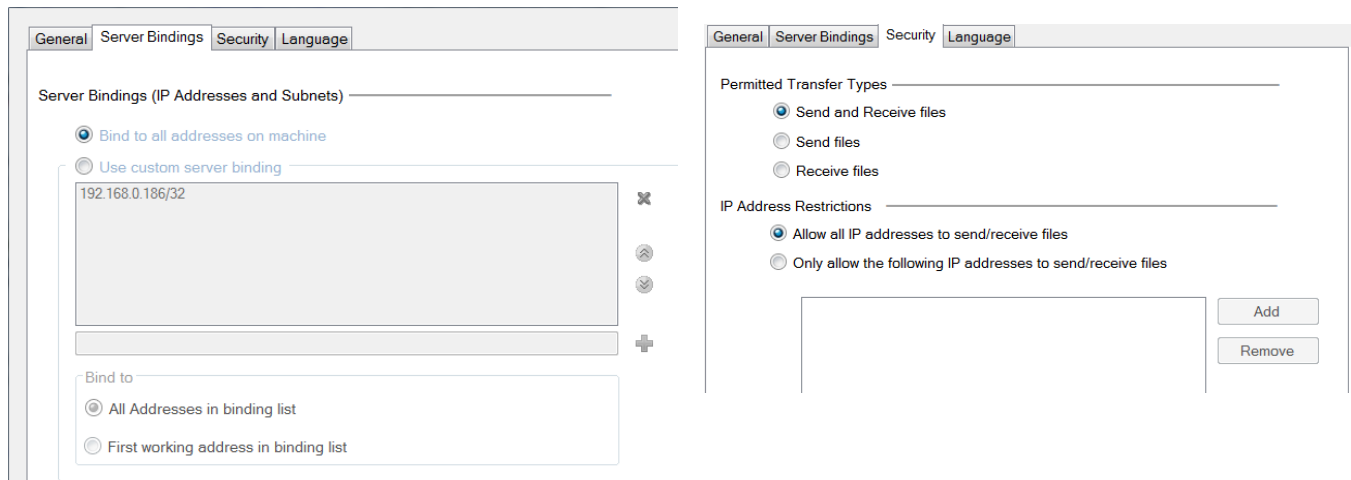 General Server Bindings Security Language
Server Bindings (IP Addresses and Subnets)
Bind to all addresses on machine
Use custom server binding
192.168.0.186/32
Bind to
All Addresses in binding list
First working address in binding list
General Server Bindings Security Language
Permitted Transfer Types
Send and Receive files
Send files
Receive files
IP Address Restrictions
Allow all IP addresses to send/receive files
Only allow the following IP addresses to send/receive files
Add
Remove